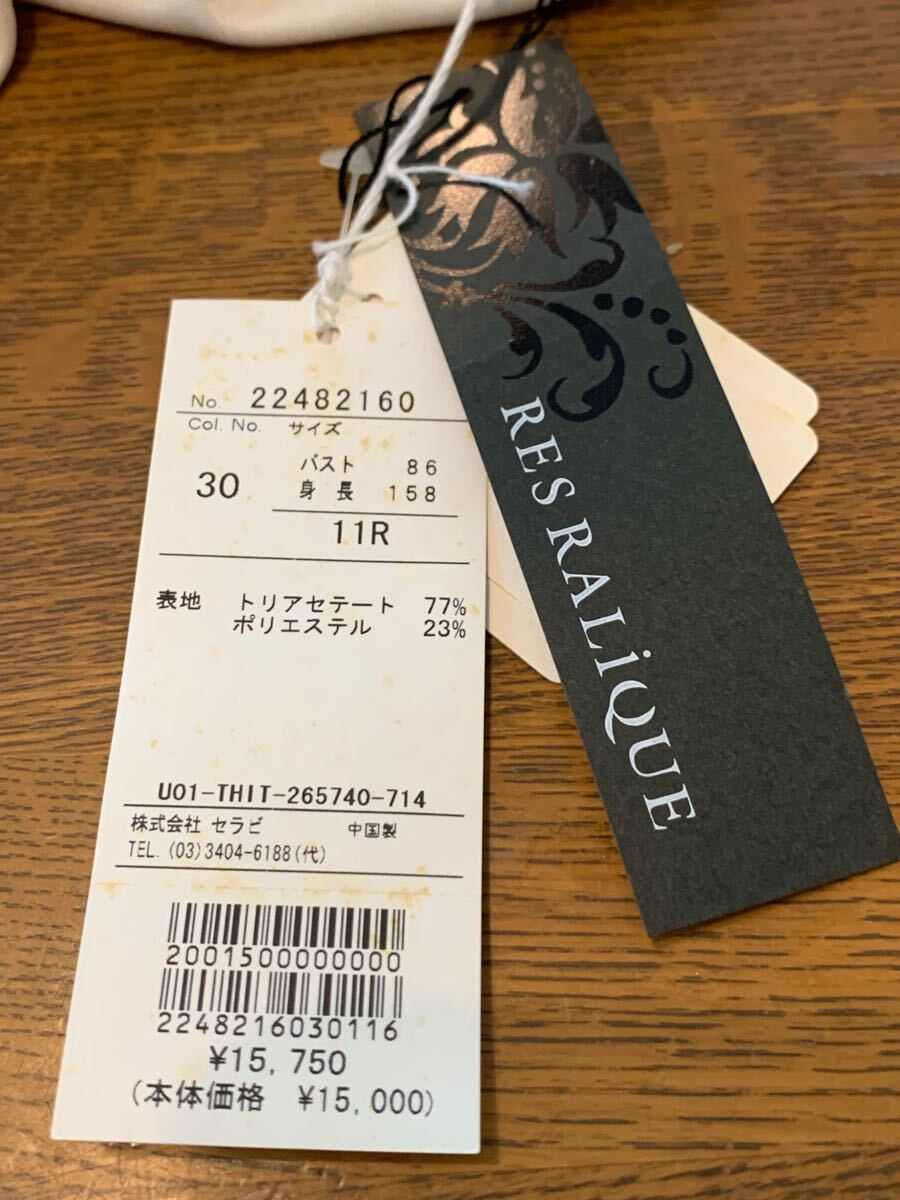 No. 22482160
Col. No. サイズ
30
バスト 86
身長 158
11R
表地 トリアセテート 77%
ポリエステル 23%
U01-THIT-265740-714
株式会社 セラビ 中国製
TEL. (03)3404-6188(代)
2001500000000
2248216030116
¥15,750
(本体価格 ¥15,000)
RES RALiQUE